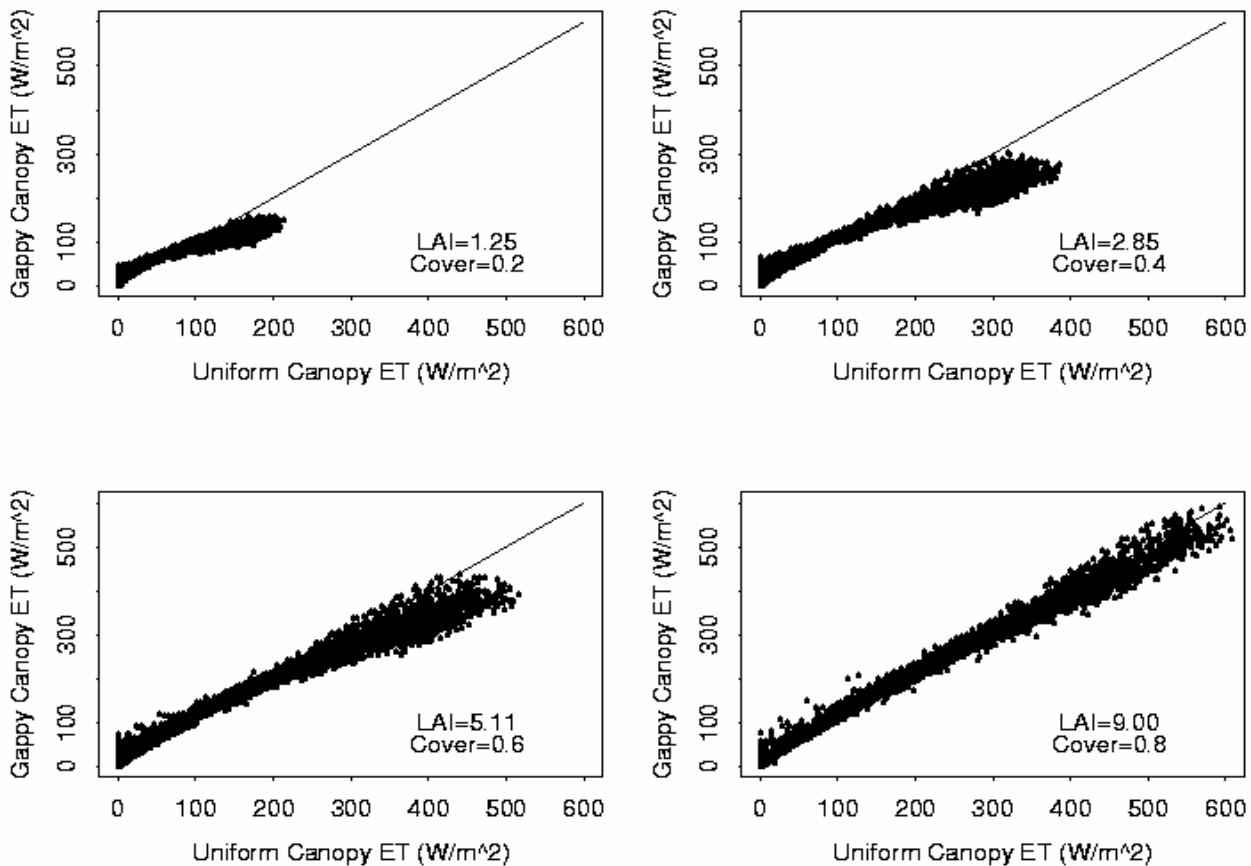 Gappy Canopy ET (W/m^2)
500
300
100
0
LAI=1.25
Cover=0.2
0 100 200 300 400 500 600
Uniform Canopy ET (W/m^2)
Gappy Canopy ET (W/m^2)
500
300
100
0
LAI=2.85
Cover=0.4
0 100 200 300 400 500 600
Uniform Canopy ET (W/m^2)
Gappy Canopy ET (W/m^2)
500
300
100
0
LAI=5.11
Cover=0.6
0 100 200 300 400 500 600
Uniform Canopy ET (W/m^2)
Gappy Canopy ET (W/m^2)
500
300
100
0
LAI=9.00
Cover=0.8
0 100 200 300 400 500 600
Uniform Canopy ET (W/m^2)